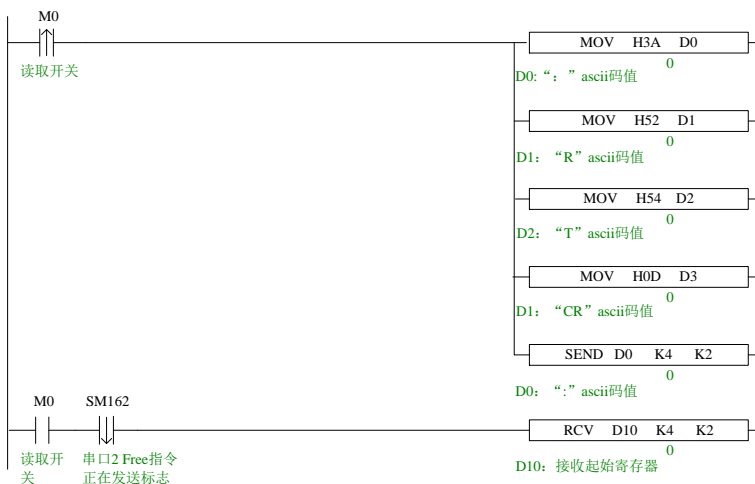 M0
读取开关
MOV H3A D0
0
D0:“：”ascii码值
MOV H52 D1
0
D1：“R”ascii码值
MOV H54 D2
0
D2：“T”ascii码值
MOV H0D D3
0
D1：“CR”ascii码值
SEND D0 K4 K2
0
D0：“:”ascii码值
M0 SM162
读取开
关
串口2 Free指令
正在发送标志
RCV D10 K4 K2
0
D10：接收起始寄存器